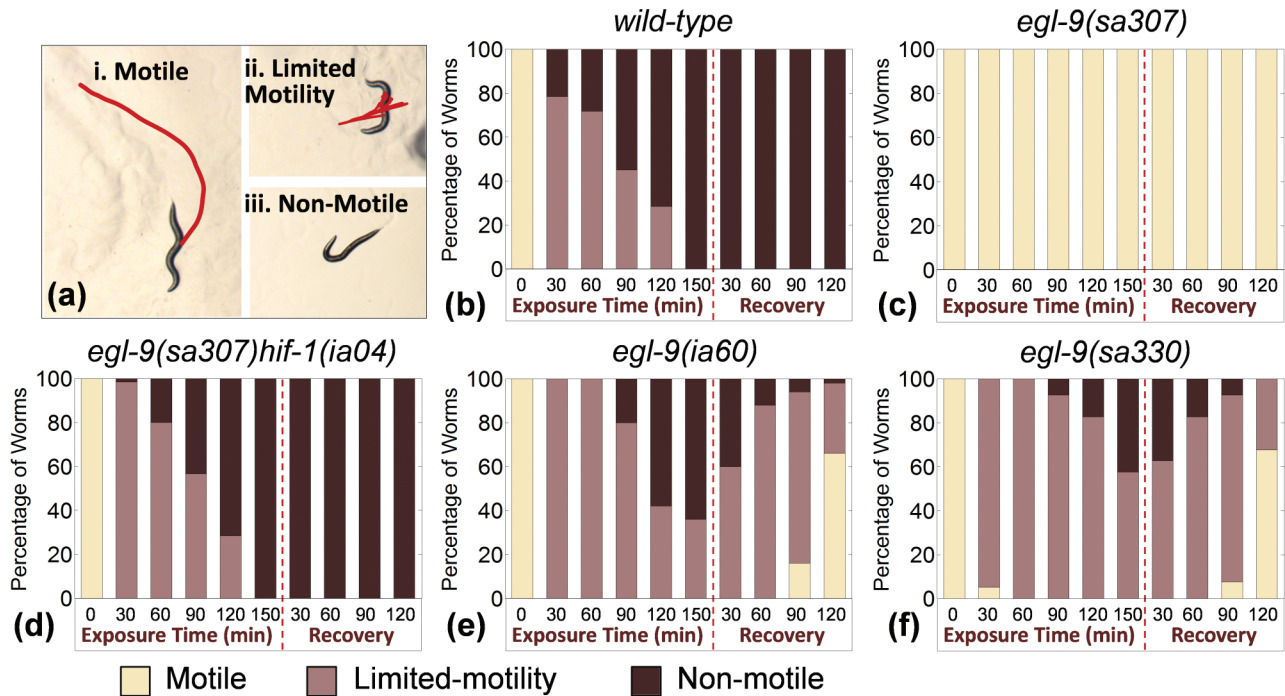 i. Motile
ii. Limited
Motility
iii. Non-Motile
(a)
wild-type
Percentage of Worms
100
80
60
40
20
0
0 30 60 90 120 150 30 60 90 120
Exposure Time (min) Recovery
(b)
egl-9(sa307)
Percentage of Worms
100
80
60
40
20
0
0 30 60 90 120 150 30 60 90 120
Exposure Time (min) Recovery
(c)
egl-9(sa307)hif-1(ia04)
Percentage of Worms
100
80
60
40
20
0
0 30 60 90 120 150 30 60 90 120
Exposure Time (min) Recovery
(d)
egl-9(ia60)
Percentage of Worms
100
80
60
40
20
0
0 30 60 90 120 150 30 60 90 120
Exposure Time (min) Recovery
(e)
egl-9(sa330)
Percentage of Worms
100
80
60
40
20
0
0 30 60 90 120 150 30 60 90 120
Exposure Time (min) Recovery
(f)
Motile Limited-motility Non-motile